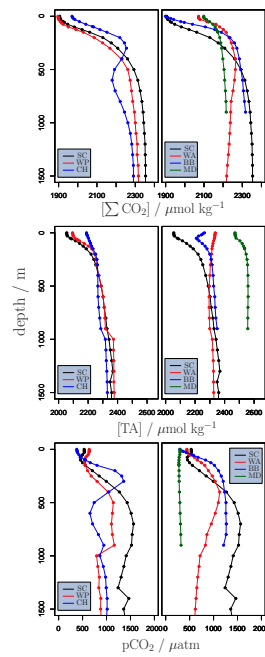 0
500
1000
1500
SC
WP
CH
SC
WA
BB
MD
1900 2100 2300 1900 2100 2300
[∑ CO₂] / μmol kg⁻¹
depth / m
0
500
1000
1500
SC
WP
CH
SC
WA
BB
MD
2000 2200 2400 2600 2000 2200 2400 2600
[TA] / μmol kg⁻¹
0
500
1000
1500
SC
WP
CH
SC
WA
BB
MD
0 500 1000 1500 2000 500 1000 1500 200
pCO₂ / μatm